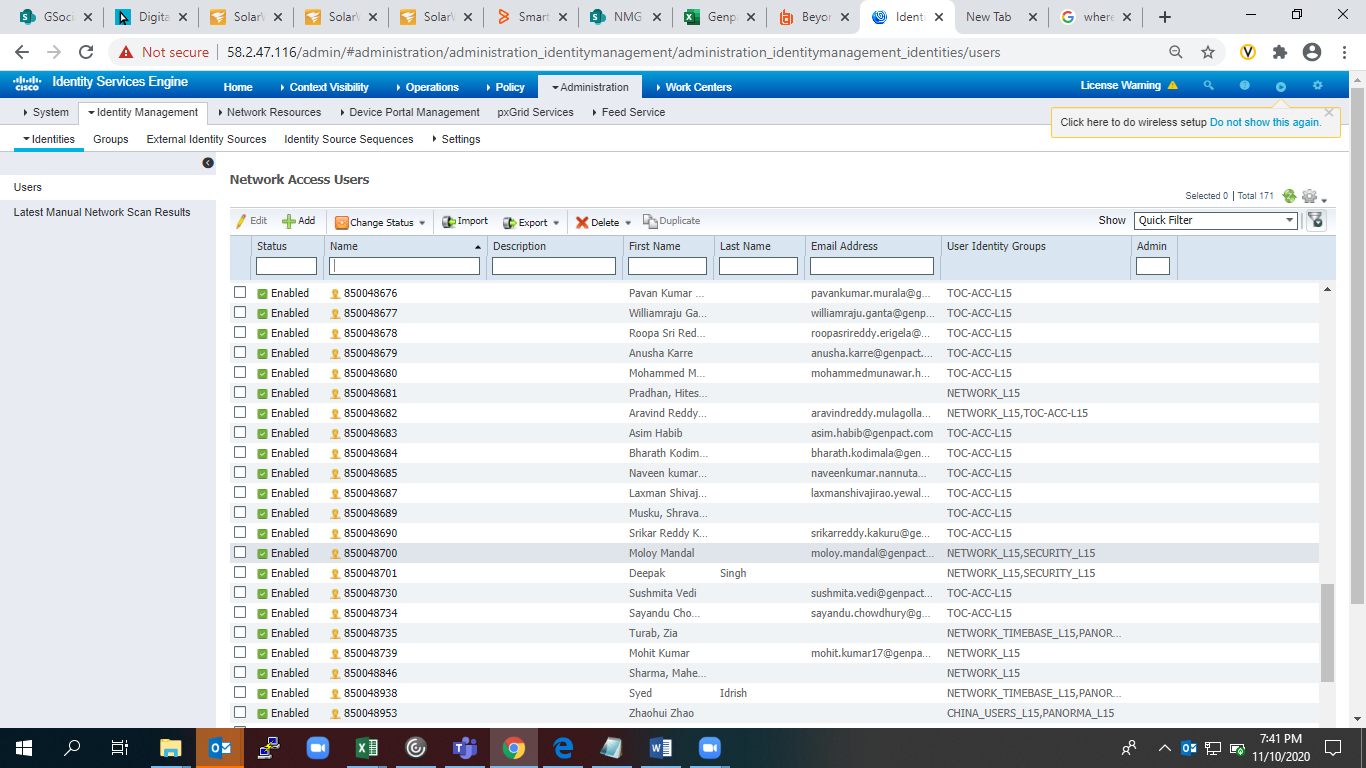 GSoci
Digita
SolarV
SolarV
SolarV
Smart
NMG
Genp
Beyor
Identi
New Tab
where
Not secure 58.2.47.116/admin/#administration/administration_identitymanagement/administration_identitymanagement_identities/users
cisco Identity Services Engine Home Context Visibility Operations Policy Administration Work Centers License Warning
System Identity Management Network Resources Device Portal Management pxGrid Services Feed Service
Click here to do wireless setup Do not show this again.
Identities Groups External Identity Sources Identity Source Sequences Settings
Users
Latest Manual Network Scan Results
Network Access Users
Selected 0 | Total 171
Edit Add Change Status Import Export Delete Duplicate Show Quick Filter
Status Name Description First Name Last Name Email Address User Identity Groups Admin
Enabled 850048676 Pavan Kumar ... pavankumar.murala@g... TOC-ACC-L15
Enabled 850048677 Williamraju Ga... williamraju.ganta@genp... TOC-ACC-L15
Enabled 850048678 Roopa Sri Red... roopasrireddy.erigela@... TOC-ACC-L15
Enabled 850048679 Anusha Karre anusha.karre@genpact.... TOC-ACC-L15
Enabled 850048680 Mohammed M... mohammedmunawar.h... TOC-ACC-L15
Enabled 850048681 Pradhan, Hites... NETWORK_L15
Enabled 850048682 Aravind Reddy... aravindreddy.mulagolla... NETWORK_L15,TOC-ACC-L15
Enabled 850048683 Asim Habib asim.habib@genpact.com TOC-ACC-L15
Enabled 850048684 Bharath Kodim... bharath.kodimala@gen... TOC-ACC-L15
Enabled 850048685 Naveen kumar... naveenkumar.nannuta... TOC-ACC-L15
Enabled 850048687 Laxman Shivaj... laxmanshivajirao.yewal... TOC-ACC-L15
Enabled 850048689 Musku, Shrava... TOC-ACC-L15
Enabled 850048690 Srikar Reddy K... srikarreddy.kakuru@ge... TOC-ACC-L15
Enabled 850048700 Moloy Mandal moloy.mandal@genpact... NETWORK_L15,SECURITY_L15
Enabled 850048701 Deepak Singh NETWORK_L15,SECURITY_L15
Enabled 850048730 Sushmita Vedi sushmita.vedi@genpact... TOC-ACC-L15
Enabled 850048734 Sayandu Cho... sayandu.chowdhury@g... TOC-ACC-L15
Enabled 850048735 Turab, Zia NETWORK_TIMEBASE_L15,PANOR...
Enabled 850048739 Mohit Kumar mohit.kumar17@genpa... NETWORK_L15
Enabled 850048846 Sharma, Mahe... NETWORK_L15
Enabled 850048938 Syed Idrish NETWORK_TIMEBASE_L15,PANOR...
Enabled 850048953 Zhaohui Zhao CHINA_USERS_L15,PANORMA_L15
7:41 PM
11/10/2020